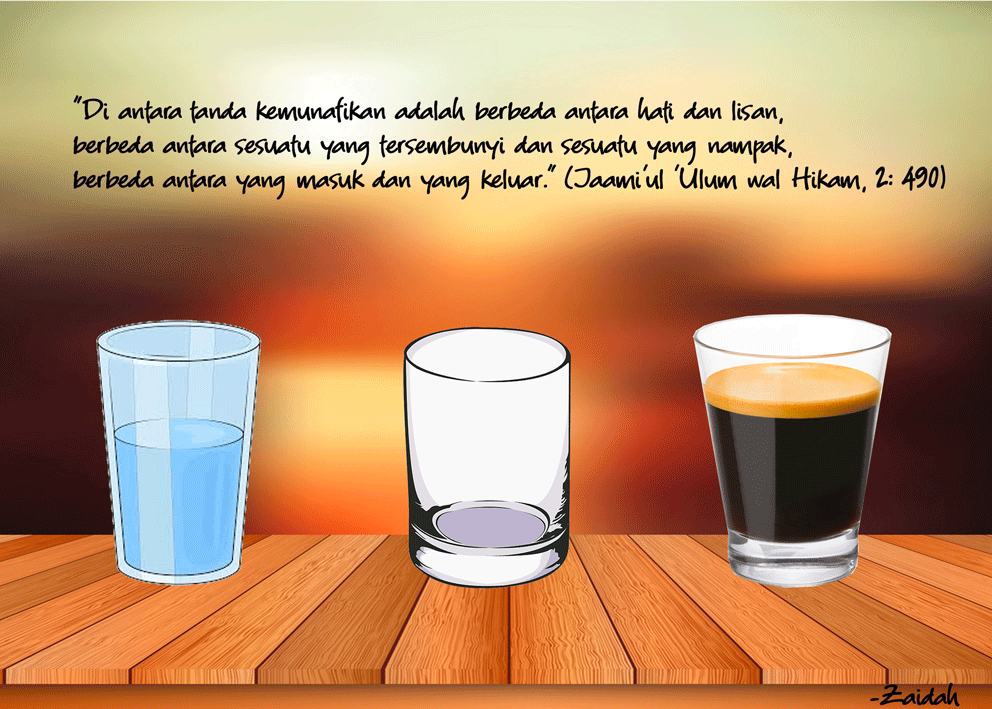 "Di antara tanda kemunafikan adalah berbeda antara hati dan lisan,
berbeda antara sesuatu yang tersembunyi dan sesuatu yang nampak,
berbeda antara yang masuk dan yang keluar." (Jaami'ul 'Ulum wal Hikam, 2: 490)
-Zaidah